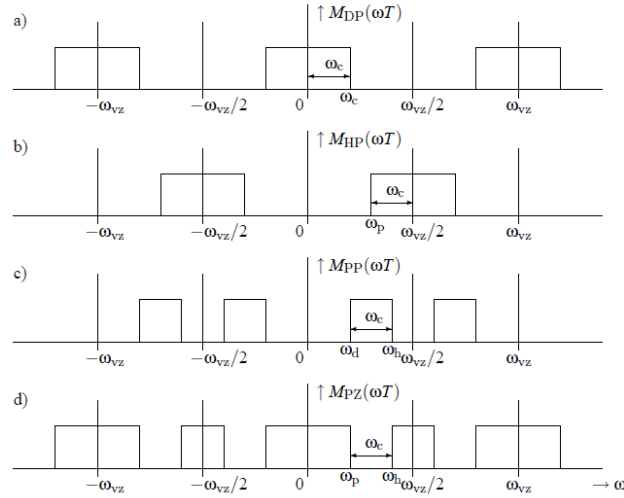 a) ↑ M_DP(ωT)
ω_c
−ω_vz −ω_vz/2 0 ω_c ω_vz/2 ω_vz
b) ↑ M_HP(ωT)
ω_c
−ω_vz −ω_vz/2 0 ω_p ω_vz/2 ω_vz
c) ↑ M_PP(ωT)
ω_c
−ω_vz −ω_vz/2 0 ω_d ω_h ω_vz/2 ω_vz
d) ↑ M_PZ(ωT)
ω_c
−ω_vz −ω_vz/2 0 ω_p ω_h ω_vz/2 ω_vz → ω